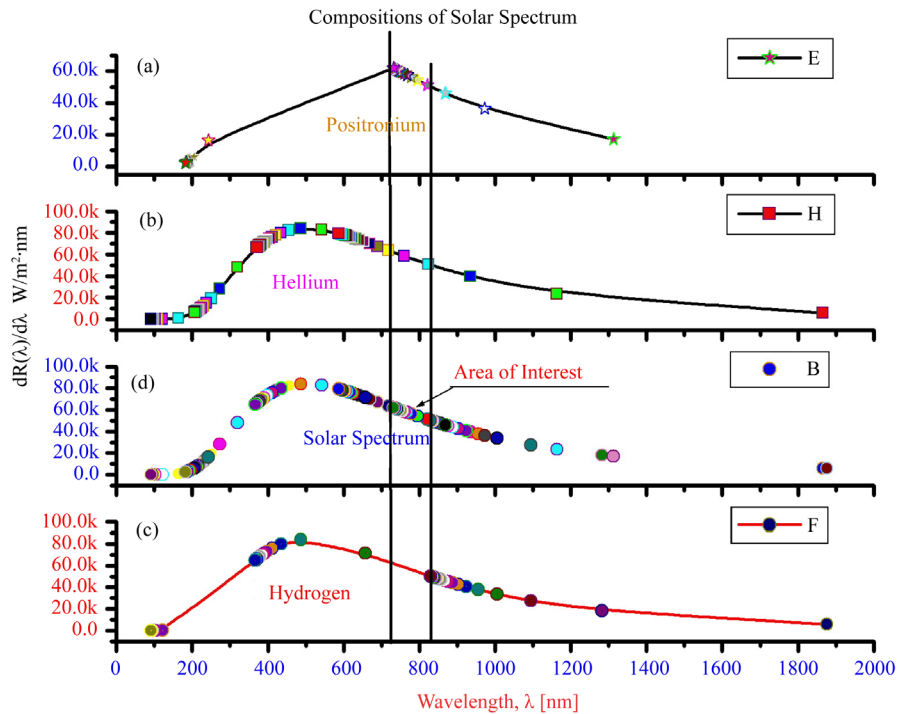 Compositions of Solar Spectrum
(a)
E
60.0k
40.0k
20.0k
0.0
Positronium
(b)
H
100.0k
80.0k
60.0k
40.0k
20.0k
0.0
Hellium
dR(λ)/dλ W/m²·nm
(d)
B
100.0k
80.0k
60.0k
40.0k
20.0k
0.0
Area of Interest
Solar Spectrum
(c)
F
100.0k
80.0k
60.0k
40.0k
20.0k
0.0
Hydrogen
0 200 400 600 800 1000 1200 1400 1600 1800 2000
Wavelength, λ [nm]